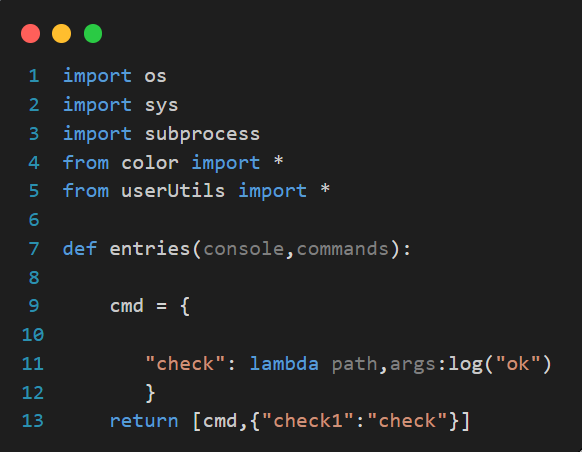 1 import os
2 import sys
3 import subprocess
4 from color import *
5 from userUtils import *
6
7 def entries(console,commands):
8
9     cmd = {
10
11        "check": lambda path,args:log("ok")
12        }
13     return [cmd,{"check1":"check"}]